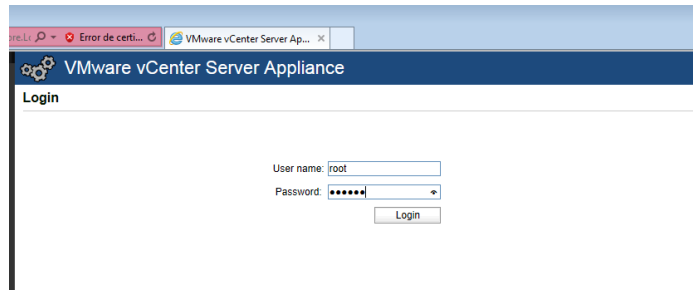 Error de certi...
VMware vCenter Server Ap...
VMware vCenter Server Appliance
Login
User name: root
Password: ●●●●●●
Login